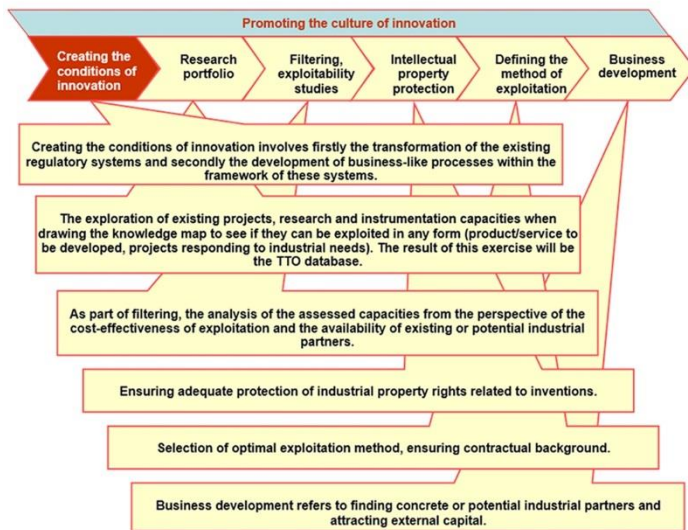 Promoting the culture of innovation
Creating the
conditions of
innovation
Research
portfolio
Filtering,
exploitability
studies
Intellectual
property
protection
Defining the
method of
exploitation
Business
development
Creating the conditions of innovation involves firstly the transformation of the existing
regulatory systems and secondly the development of business-like processes within the
framework of these systems.
The exploration of existing projects, research and instrumentation capacities when
drawing the knowledge map to see if they can be exploited in any form (product/service to
be developed, projects responding to industrial needs). The result of this exercise will be
the TTO database.
As part of filtering, the analysis of the assessed capacities from the perspective of the
cost-effectiveness of exploitation and the availability of existing or potential industrial
partners.
Ensuring adequate protection of industrial property rights related to inventions.
Selection of optimal exploitation method, ensuring contractual background.
Business development refers to finding concrete or potential industrial partners and
attracting external capital.